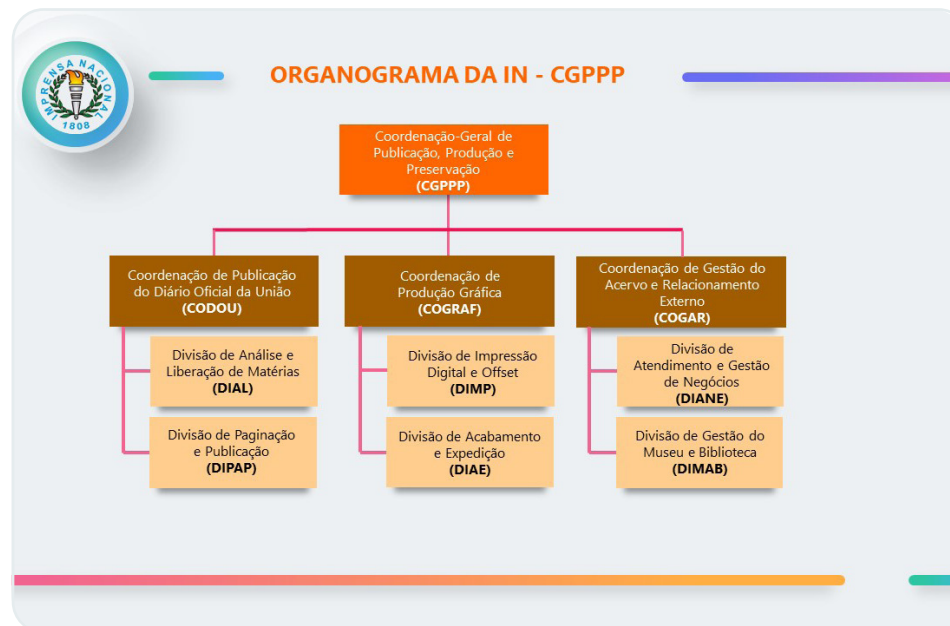 IMPRENSA NACIONAL
1808
ORGANOGRAMA DA IN - CGPPP
Coordenação-Geral de
Publicação, Produção e
Preservação
(CGPPP)
Coordenação de Publicação
do Diário Oficial da União
(CODOU)
Divisão de Análise e
Liberação de Matérias
(DIAL)
Divisão de Paginação
e Publicação
(DIPAP)
Coordenação de
Produção Gráfica
(COGRAF)
Divisão de Impressão
Digital e Offset
(DIMP)
Divisão de Acabamento
e Expedição
(DIAE)
Coordenação de Gestão do
Acervo e Relacionamento
Externo
(COGAR)
Divisão de
Atendimento e Gestão
de Negócios
(DIANE)
Divisão de Gestão do
Museu e Biblioteca
(DIMAB)